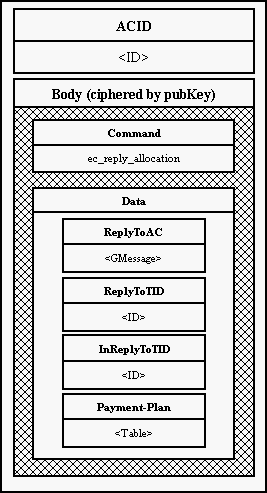 ACID
<ID>
Body (ciphered by pubKey)
Command
ec_reply_allocation
Data
ReplyToAC
<GMessage>
ReplyToTID
<ID>
InReplyToTID
<ID>
Payment-Plan
<Table>